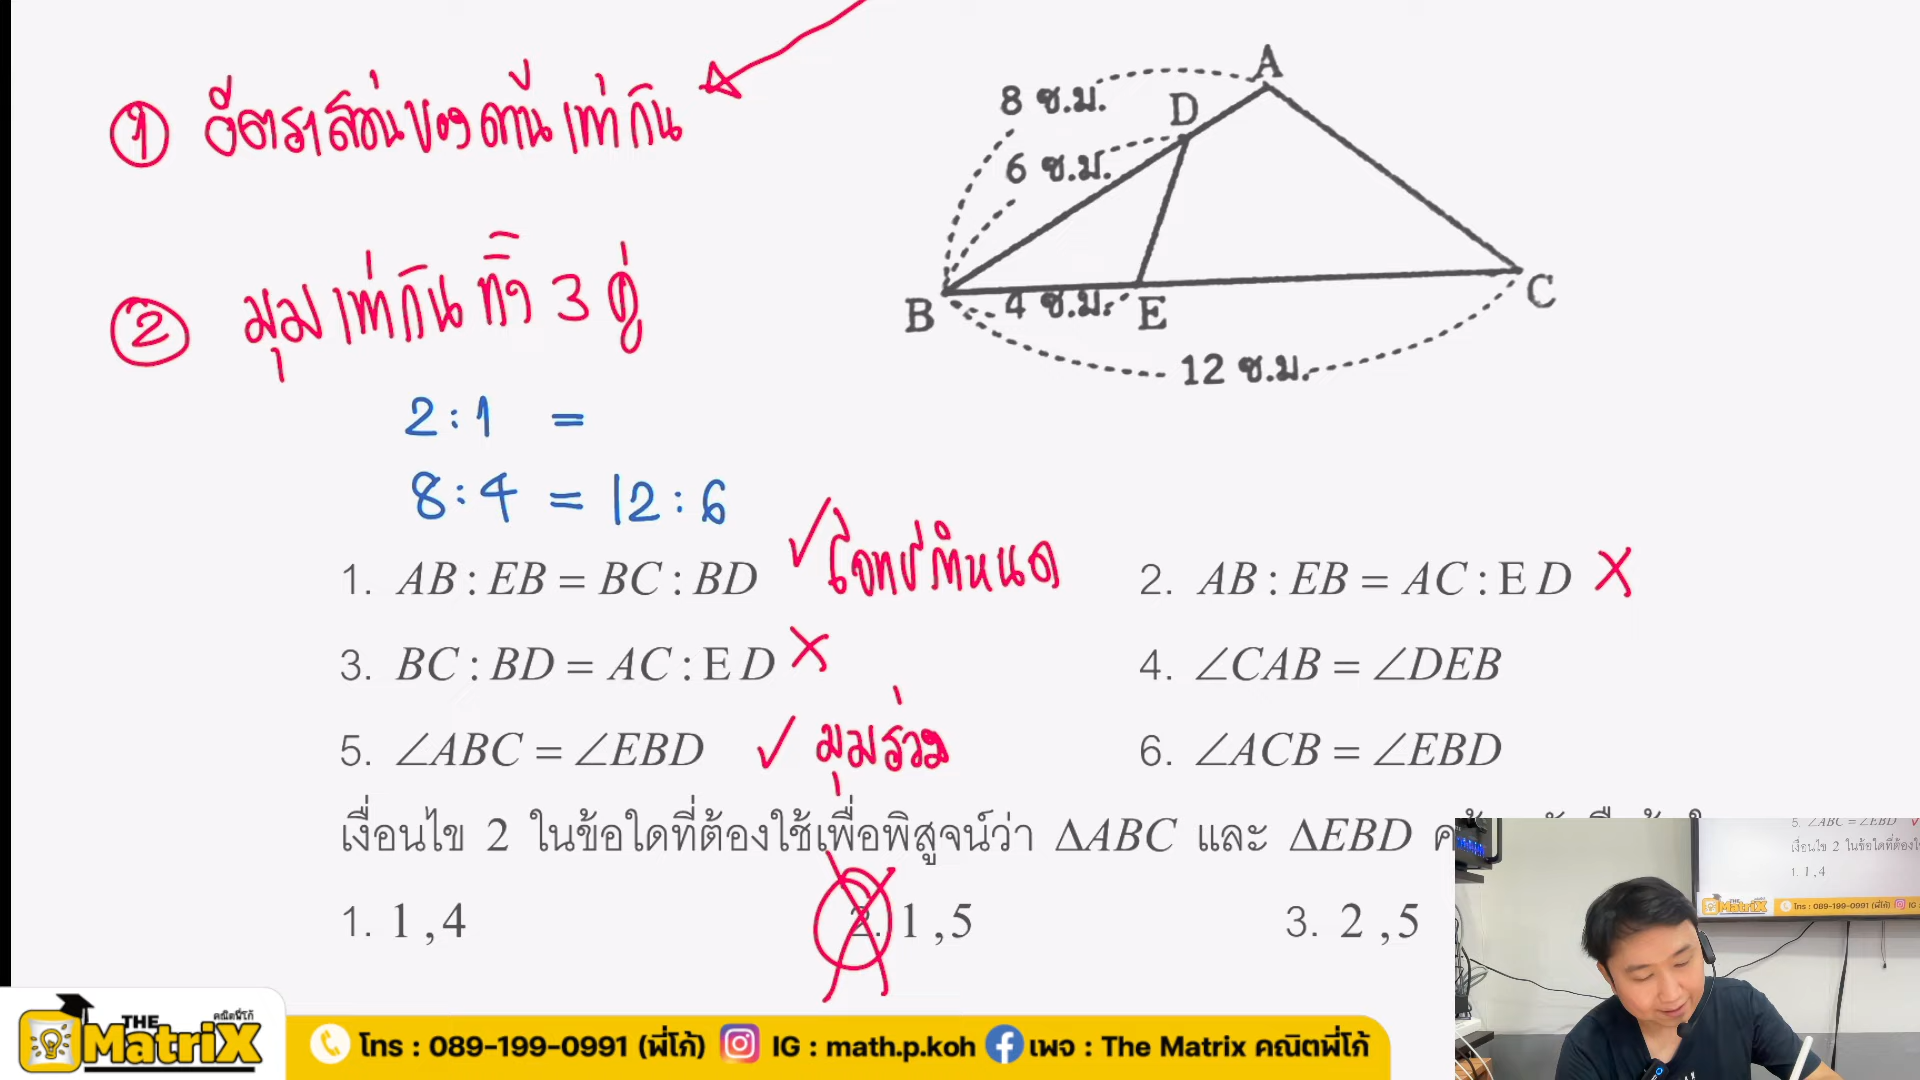 ① อัตราส่วนของด้านเท่ากัน
② มุมเท่ากันทั้ง 3 คู่
A
8 ซ.ม.
D
6 ซ.ม.
B
4 ซ.ม.
E
C
12 ซ.ม.
2 : 1 =
8 : 4 = 12 : 6
1. AB : EB = BC : BD ✓ โจทย์กำหนด
2. AB : EB = AC : E D X
3. BC : BD = AC : E D X
4. ∠CAB = ∠DEB
5. ∠ABC = ∠EBD ✓ มุมร่วม
6. ∠ACB = ∠EBD
เงื่อนไข 2 ในข้อใดที่ต้องใช้เพื่อพิสูจน์ว่า ΔABC และ ΔEBD
1. 1 , 4
2. 1 , 5
3. 2 , 5
5. ∠ABC = ∠EBD
1. 1 , 4
THE MatriX คณิตพี่โก้
โทร : 089-199-0991 (พี่โก้) IG : math.p.koh เพจ : The Matrix คณิตพี่โก้